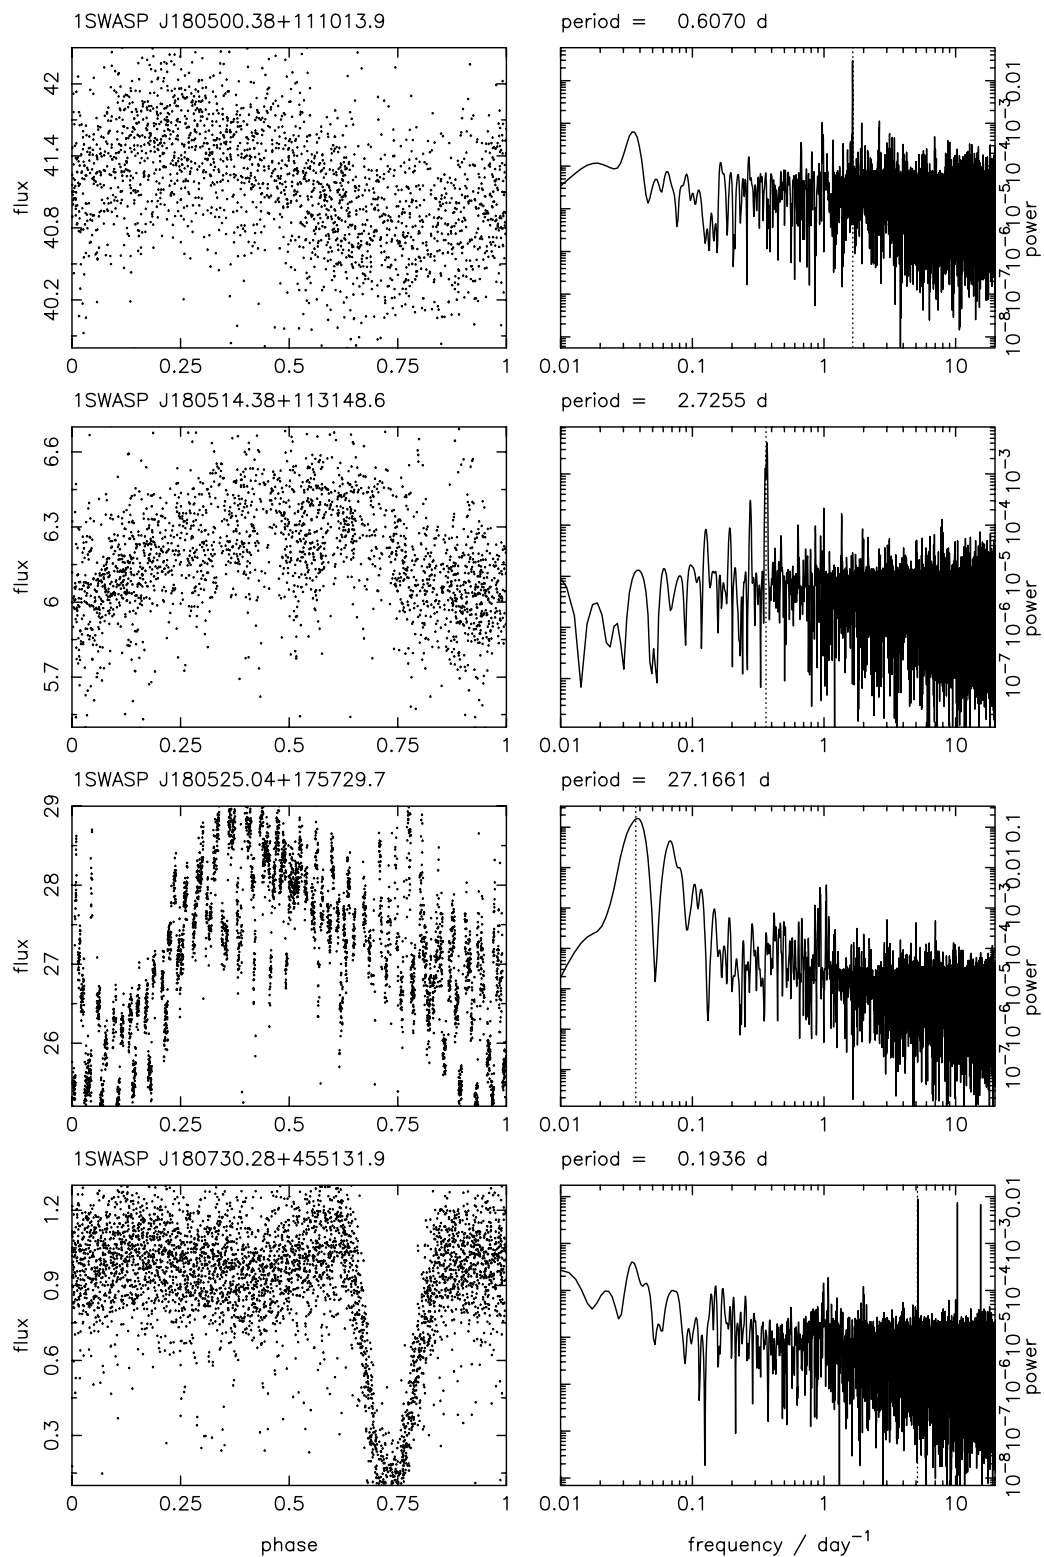 1SWASP J180500.38+111013.9 period = 0.6070 d
42
41.4
40.8
40.2
flux
0 0.25 0.5 0.75 1
0.01
10⁻³
10⁻⁴
10⁻⁵
10⁻⁶
10⁻⁷
10⁻⁸
power
0.01 0.1 1 10
1SWASP J180514.38+113148.6 period = 2.7255 d
6.6
6.3
6
5.7
flux
0 0.25 0.5 0.75 1
10⁻³
10⁻⁴
10⁻⁵
10⁻⁶
10⁻⁷
power
0.01 0.1 1 10
1SWASP J180525.04+175729.7 period = 27.1661 d
29
28
27
26
flux
0 0.25 0.5 0.75 1
0.1
0.01
10⁻³
10⁻⁴
10⁻⁵
10⁻⁶
10⁻⁷
power
0.01 0.1 1 10
1SWASP J180730.28+455131.9 period = 0.1936 d
1.2
0.9
0.6
0.3
flux
0 0.25 0.5 0.75 1
phase
0.01
10⁻³
10⁻⁴
10⁻⁵
10⁻⁶
10⁻⁷
10⁻⁸
power
0.01 0.1 1 10
frequency / day⁻¹